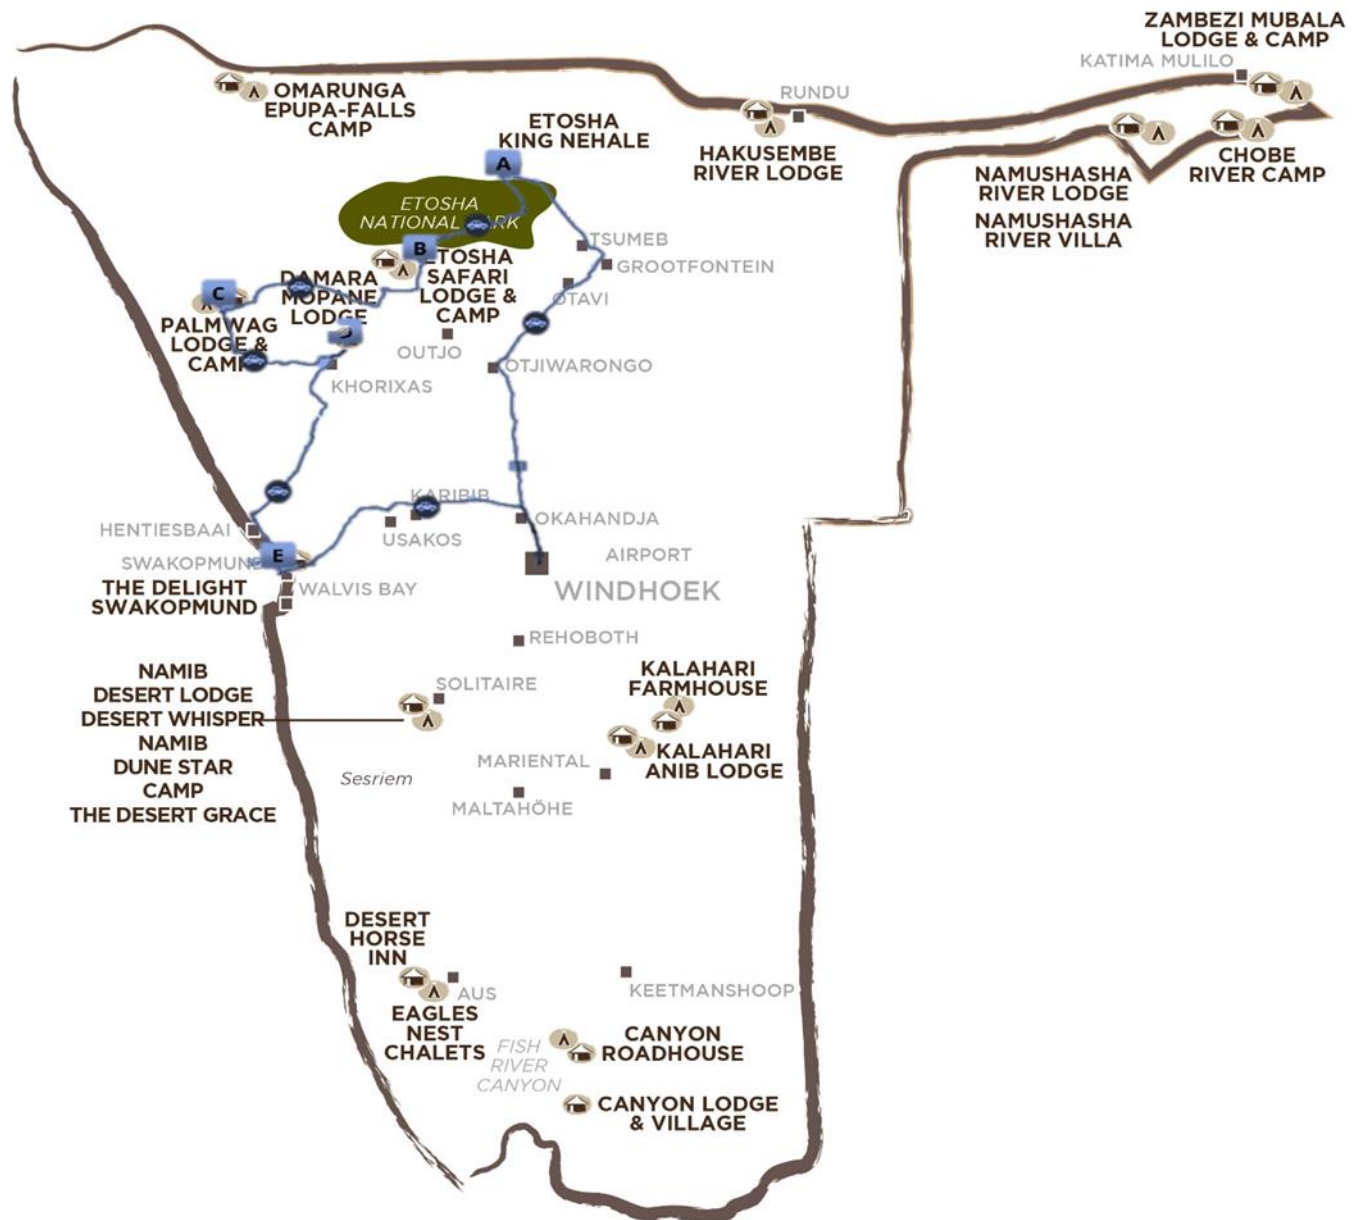 ZAMBEZI MUBALA
LODGE & CAMP
KATIMA MULILO
OMARUNGA
EPUPA-FALLS
CAMP
RUNDU
ETOSHA
KING NEHALE
HAKUSEMBE
RIVER LODGE
NAMUSHASHA
RIVER LODGE
NAMUSHASHA
RIVER VILLA
CHOBE
RIVER CAMP
A
ETOSHA
NATIONAL
B
TSUMEB
GROOTFONTEIN
ETOSHA
SAFARI
LODGE &
CAMP
DAMARA
MOPANE
LODGE
C
OTAVI
PALMWAG
LODGE &
CAMP
OUTJO
OTJIWARONGO
KHORIXAS
KARIBIB
HENTIESBAAI
USAKOS
OKAHANDJA
AIRPORT
E
SWAKOPMUND
WINDHOEK
WALVIS BAY
THE DELIGHT
SWAKOPMUND
REHOBOTH
NAMIB
DESERT LODGE
DESERT WHISPER
NAMIB
DUNE STAR
CAMP
THE DESERT GRACE
SOLITAIRE
KALAHARI
FARMHOUSE
KALAHARI
ANIB LODGE
MARIENTAL
Sesriem
MALTAHÖHE
DESERT
HORSE
INN
AUS
KEETMANSHOOP
EAGLES
NEST
CHALETS
FISH
RIVER
CANYON
CANYON
ROADHOUSE
CANYON LODGE
& VILLAGE